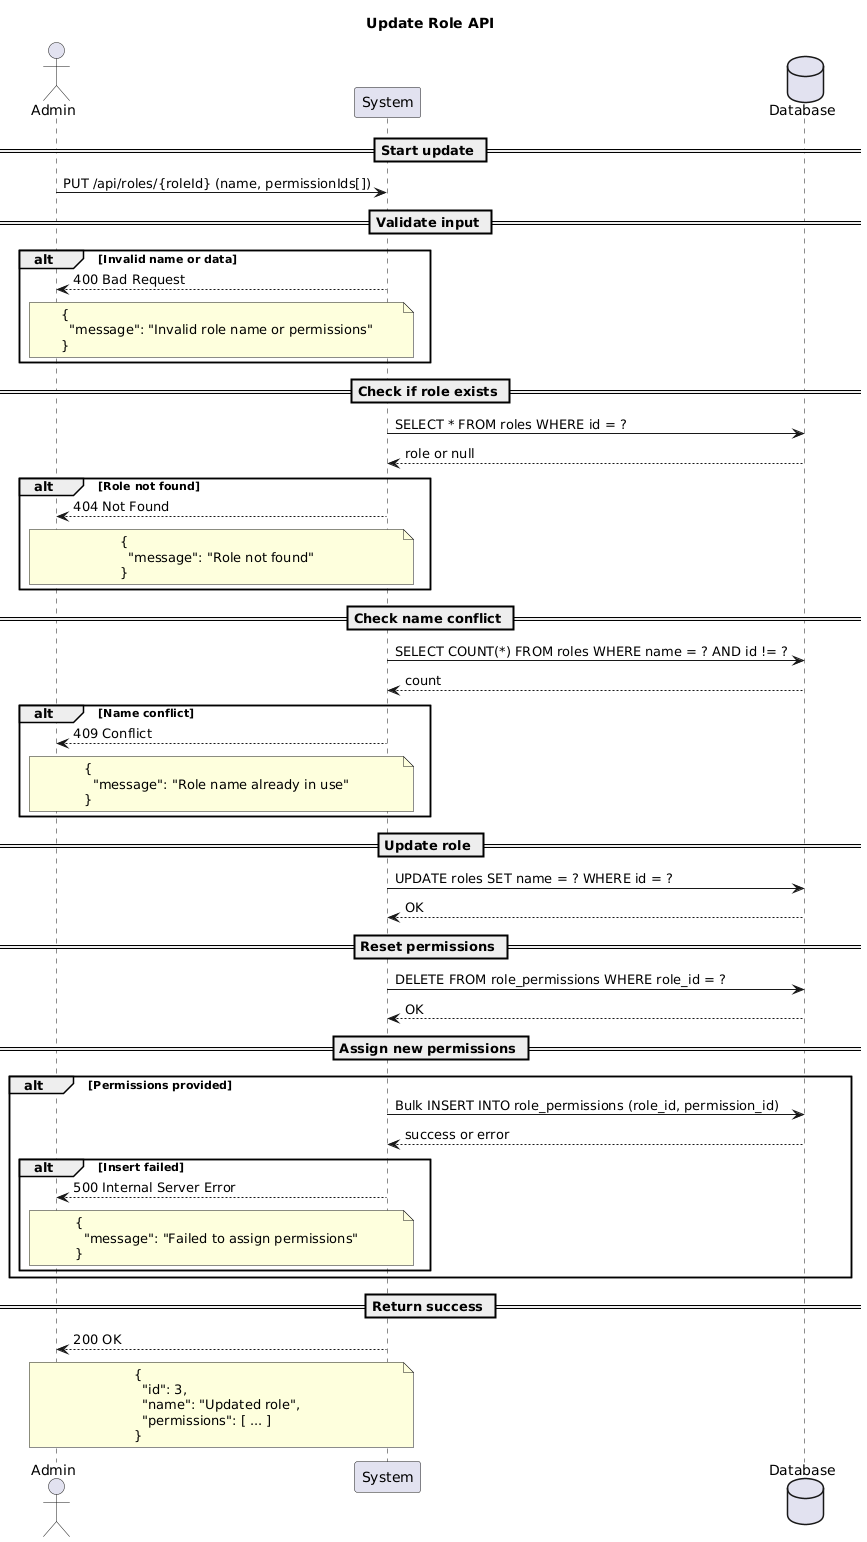 Update Role API
Admin
System
Database
Start update
PUT /api/roles/{roleId} (name, permissionIds[])
Validate input
alt [Invalid name or data]
400 Bad Request
{
"message": "Invalid role name or permissions"
}
Check if role exists
SELECT * FROM roles WHERE id = ?
role or null
alt [Role not found]
404 Not Found
{
"message": "Role not found"
}
Check name conflict
SELECT COUNT(*) FROM roles WHERE name = ? AND id != ?
count
alt [Name conflict]
409 Conflict
{
"message": "Role name already in use"
}
Update role
UPDATE roles SET name = ? WHERE id = ?
OK
Reset permissions
DELETE FROM role_permissions WHERE role_id = ?
OK
Assign new permissions
alt [Permissions provided]
Bulk INSERT INTO role_permissions (role_id, permission_id)
success or error
alt [Insert failed]
500 Internal Server Error
{
"message": "Failed to assign permissions"
}
Return success
200 OK
{
"id": 3,
"name": "Updated role",
"permissions": [ ... ]
}
Admin
System
Database